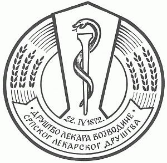 22. IV 1872.
ДРУШТВО ЛЕКАРА ВОЈВОДИНЕ
СРПСКОГ ЛЕКАРСКОГ ДРУШТВА